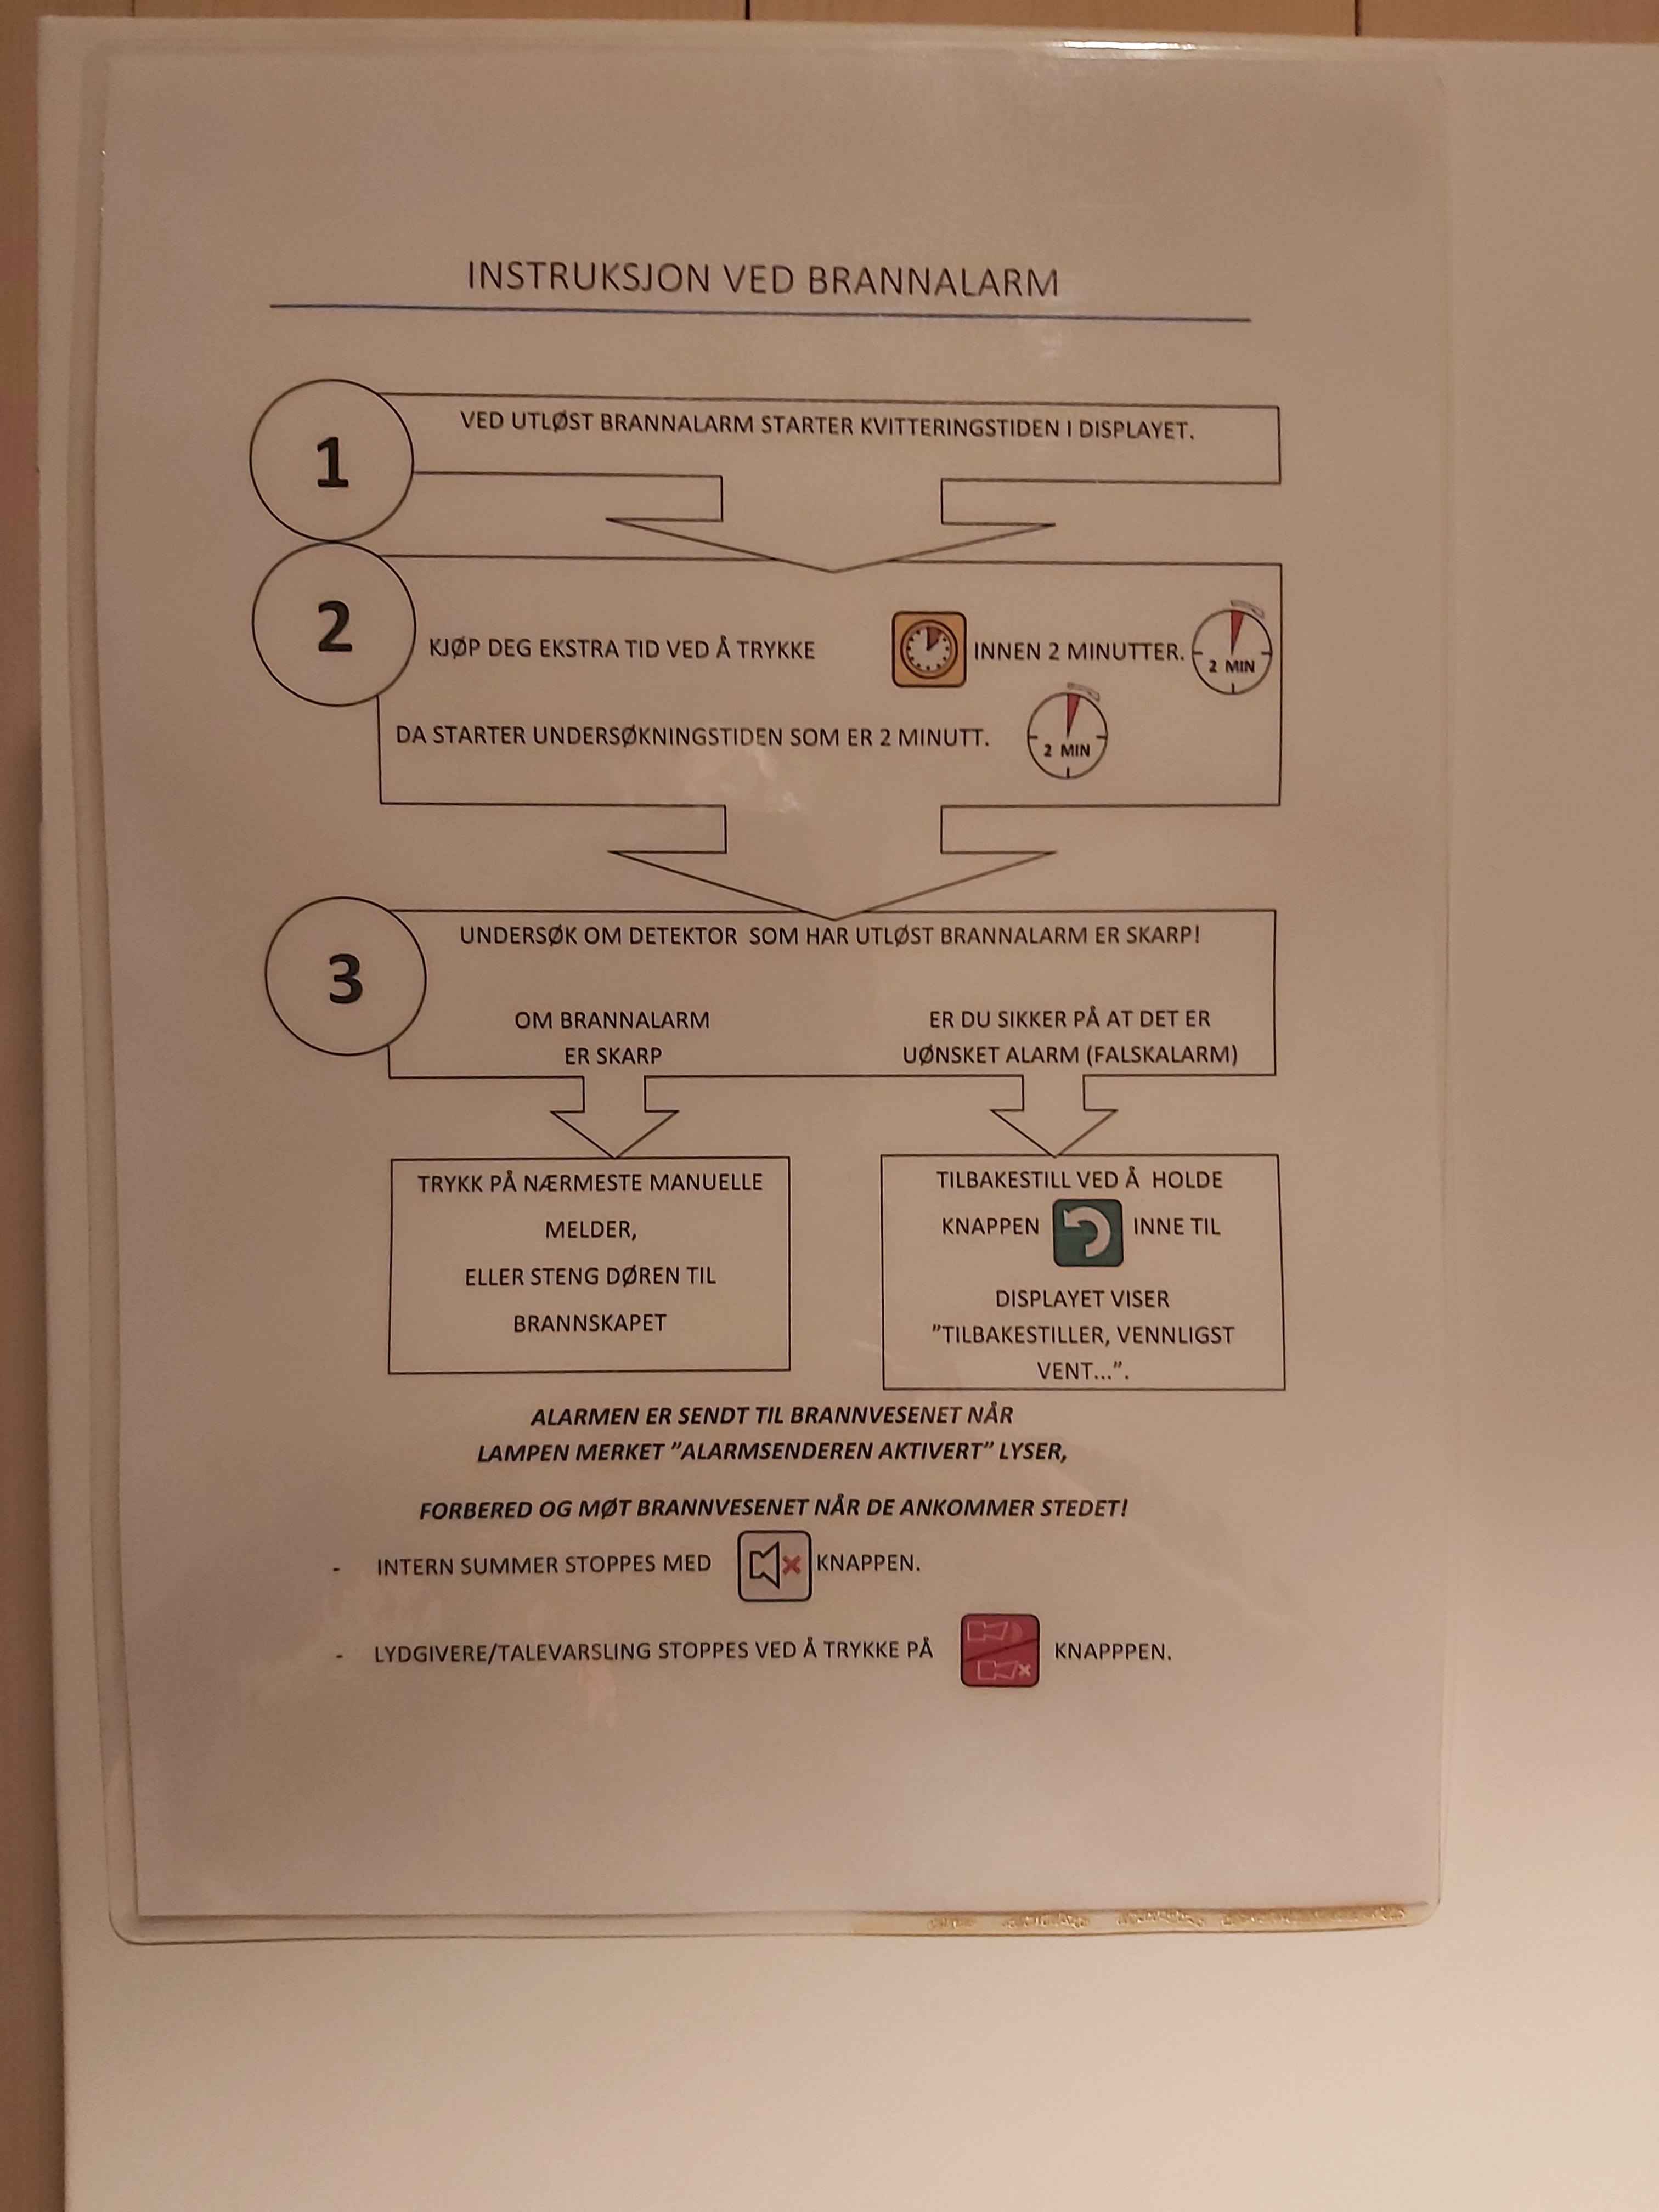 INSTRUKSJON VED BRANNALARM
1
VED UTLØST BRANNALARM STARTER KVITTERINGSTIDEN I DISPLAYET.
2
KJØP DEG EKSTRA TID VED Å TRYKKE INNEN 2 MINUTTER.
2 MIN
DA STARTER UNDERSØKNINGSTIDEN SOM ER 2 MINUTT.
2 MIN
3
UNDERSØK OM DETEKTOR SOM HAR UTLØST BRANNALARM ER SKARP!
OM BRANNALARM
ER SKARP
ER DU SIKKER PÅ AT DET ER
UØNSKET ALARM (FALSKALARM)
TRYKK PÅ NÆRMESTE MANUELLE
MELDER,
ELLER STENG DØREN TIL
BRANNSKAPET
TILBAKESTILL VED Å HOLDE
KNAPPEN INNE TIL
DISPLAYET VISER
"TILBAKESTILLER, VENNLIGST
VENT...".
ALARMEN ER SENDT TIL BRANNVESENET NÅR
LAMPEN MERKET "ALARMSENDEREN AKTIVERT" LYSER,
FORBERED OG MØT BRANNVESENET NÅR DE ANKOMMER STEDET!
- INTERN SUMMER STOPPES MED KNAPPEN.
- LYDGIVERE/TALEVARSLING STOPPES VED Å TRYKKE PÅ KNAPPPEN.